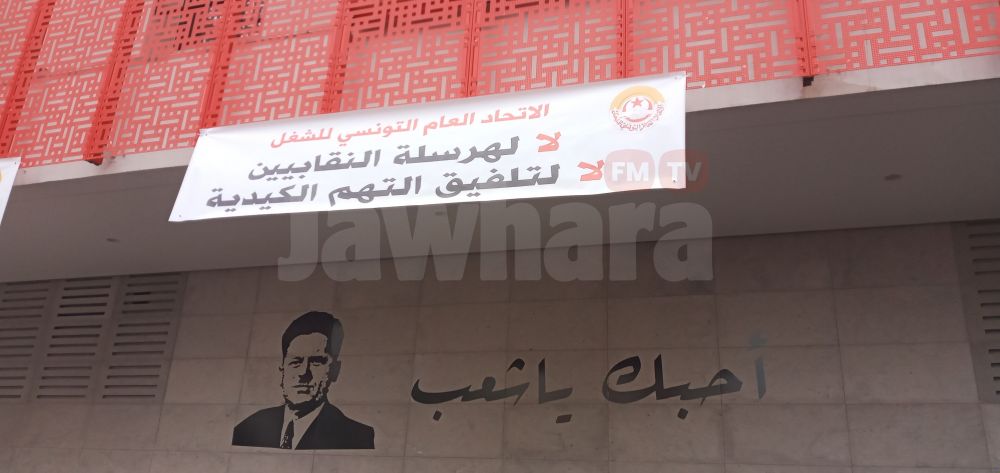 الاتحاد العام التونسي للشغل
لا لهرسلة النقابيين
لا لتلفيق التهم الكيدية
FM TV
Jawhara
أحبك يا شعب